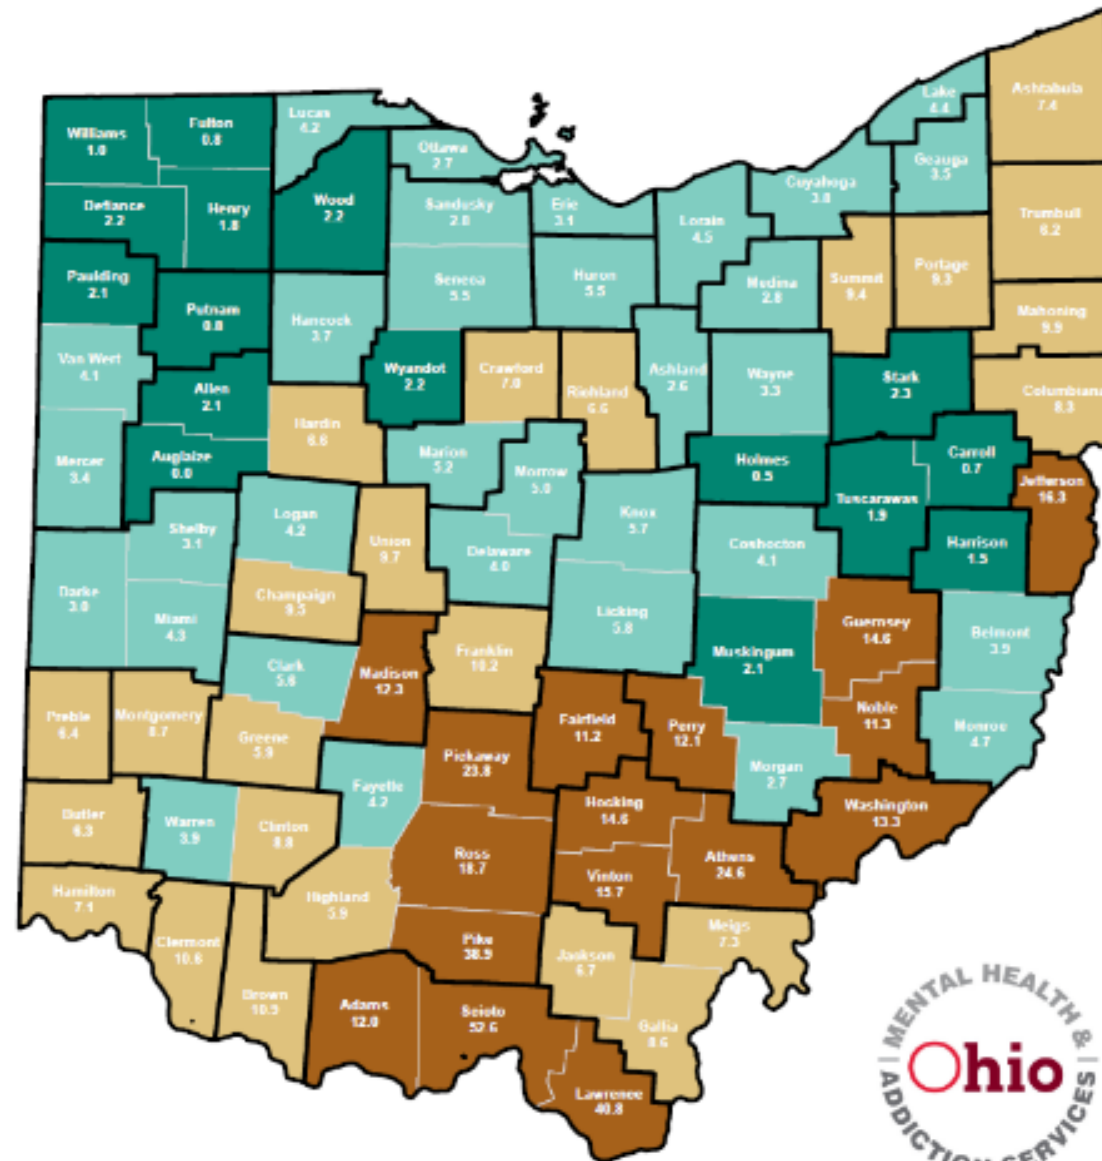 Williams
1.0
Fulton
0.8
Lucas
4.2
Ottawa
2.7
Lake
4.4
Ashtabula
7.4
Defiance
2.2
Henry
1.8
Wood
2.2
Sandusky
2.0
Erie
3.1
Lorain
4.5
Cuyahoga
3.8
Geauga
3.5
Trumbull
6.2
Paulding
2.1
Putnam
0.8
Hancock
3.7
Seneca
5.5
Huron
5.5
Medina
2.8
Summit
9.4
Portage
9.3
Mahoning
9.9
Van Wert
4.1
Allen
2.1
Wyandot
2.2
Crawford
7.0
Richland
6.6
Ashland
2.6
Wayne
3.3
Stark
2.3
Columbiana
8.3
Mercer
3.4
Auglaize
0.0
Hardin
6.6
Marion
5.2
Morrow
5.0
Holmes
0.5
Tuscarawas
1.9
Carroll
0.7
Jefferson
16.3
Shelby
3.1
Logan
4.2
Union
9.7
Delaware
4.0
Knox
5.7
Coshocton
4.1
Harrison
1.5
Darke
3.0
Miami
4.3
Champaign
9.5
Licking
5.8
Guernsey
14.6
Belmont
3.9
Clark
5.6
Madison
12.3
Franklin
10.2
Muskingum
2.1
Noble
11.3
Monroe
4.7
Preble
6.4
Montgomery
8.7
Greene
5.9
Fairfield
11.2
Perry
12.1
Morgan
2.7
Washington
13.3
Fayette
4.2
Pickaway
23.8
Hocking
14.6
Butler
6.3
Warren
3.9
Clinton
8.8
Ross
18.7
Vinton
15.7
Athens
24.6
Hamilton
7.1
Highland
5.9
Meigs
7.3
Clermont
10.6
Pike
38.9
Jackson
6.7
Brown
10.9
Adams
12.0
Scioto
52.6
Gallia
8.6
Lawrence
40.8
MENTAL HEALTH &
Ohio
ADDICTION SERVICES